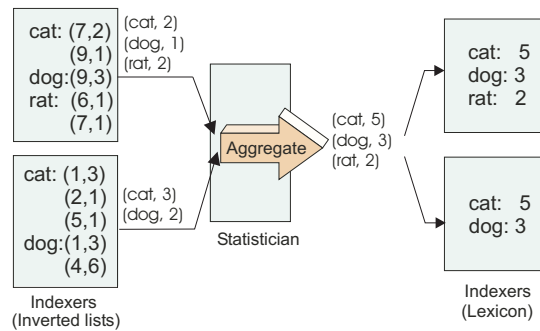 cat: (7,2)
(9,1)
dog:(9,3)
rat: (6,1)
(7,1)
(cat, 2)
(dog, 1)
(rat, 2)
cat: (1,3)
(2,1)
(5,1)
dog:(1,3)
(4,6)
(cat, 3)
(dog, 2)
Indexers
(Inverted lists)
Aggregate
Statistician
(cat, 5)
(dog, 3)
(rat, 2)
cat: 5
dog: 3
rat: 2
cat: 5
dog: 3
Indexers
(Lexicon)